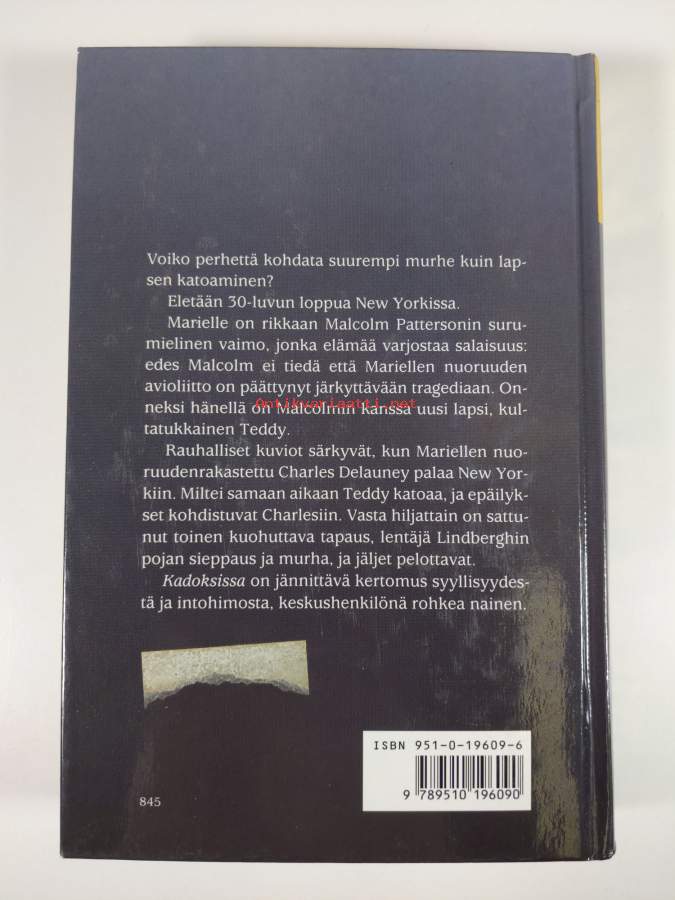 Voiko perhettä kohdata suurempi murhe kuin lap-
sen katoaminen?
Eletään 30-luvun loppua New Yorkissa.
Marielle on rikkaan Malcolm Pattersonin suru-
mielinen vaimo, jonka elämää varjostaa salaisuus:
edes Malcolm ei tiedä että Mariellen nuoruuden
avioliitto on päättynyt järkyttävään tragediaan. On-
neksi hänellä on Malcolmin kanssa uusi lapsi, kul-
Antikvariaatti.net
tatukkainen Teddy.
Rauhalliset kuviot särkyvät, kun Mariellen nuo-
ruudenrakastettu Charles Delauney palaa New Yor-
kiin. Miltei samaan aikaan Teddy katoaa, ja epäilyk-
set kohdistuvat Charlesiin. Vasta hiljattain on sattu-
nut toinen kuohuttava tapaus, lentäjä Lindberghin
pojan sieppaus ja murha, ja jäljet pelottavat.
Kadoksissa on jännittävä kertomus syyllisyydes-
tä ja intohimosta, keskushenkilönä rohkea nainen.
ISBN 951-0-19609-6
9 789510 196090
845